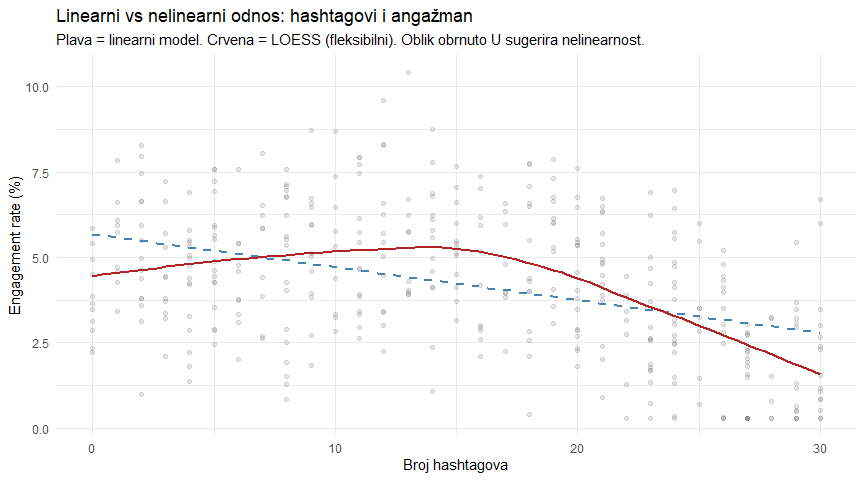 Linearni vs nelinearni odnos: hashtagovi i angažman
Plava = linearni model. Crvena = LOESS (fleksibilni). Oblik obrnuto U sugerira nelinearnost.
Engagement rate (%)
10.0
7.5
5.0
2.5
0.0
0 10 20 30
Broj hashtagova